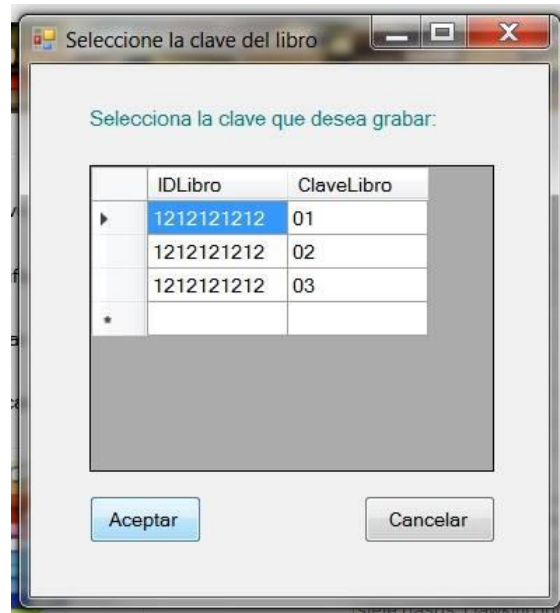 Seleccione la clave del libro
Selecciona la clave que desea grabar:
IDLibro ClaveLibro
1212121212 01
1212121212 02
1212121212 03
*
Aceptar Cancelar